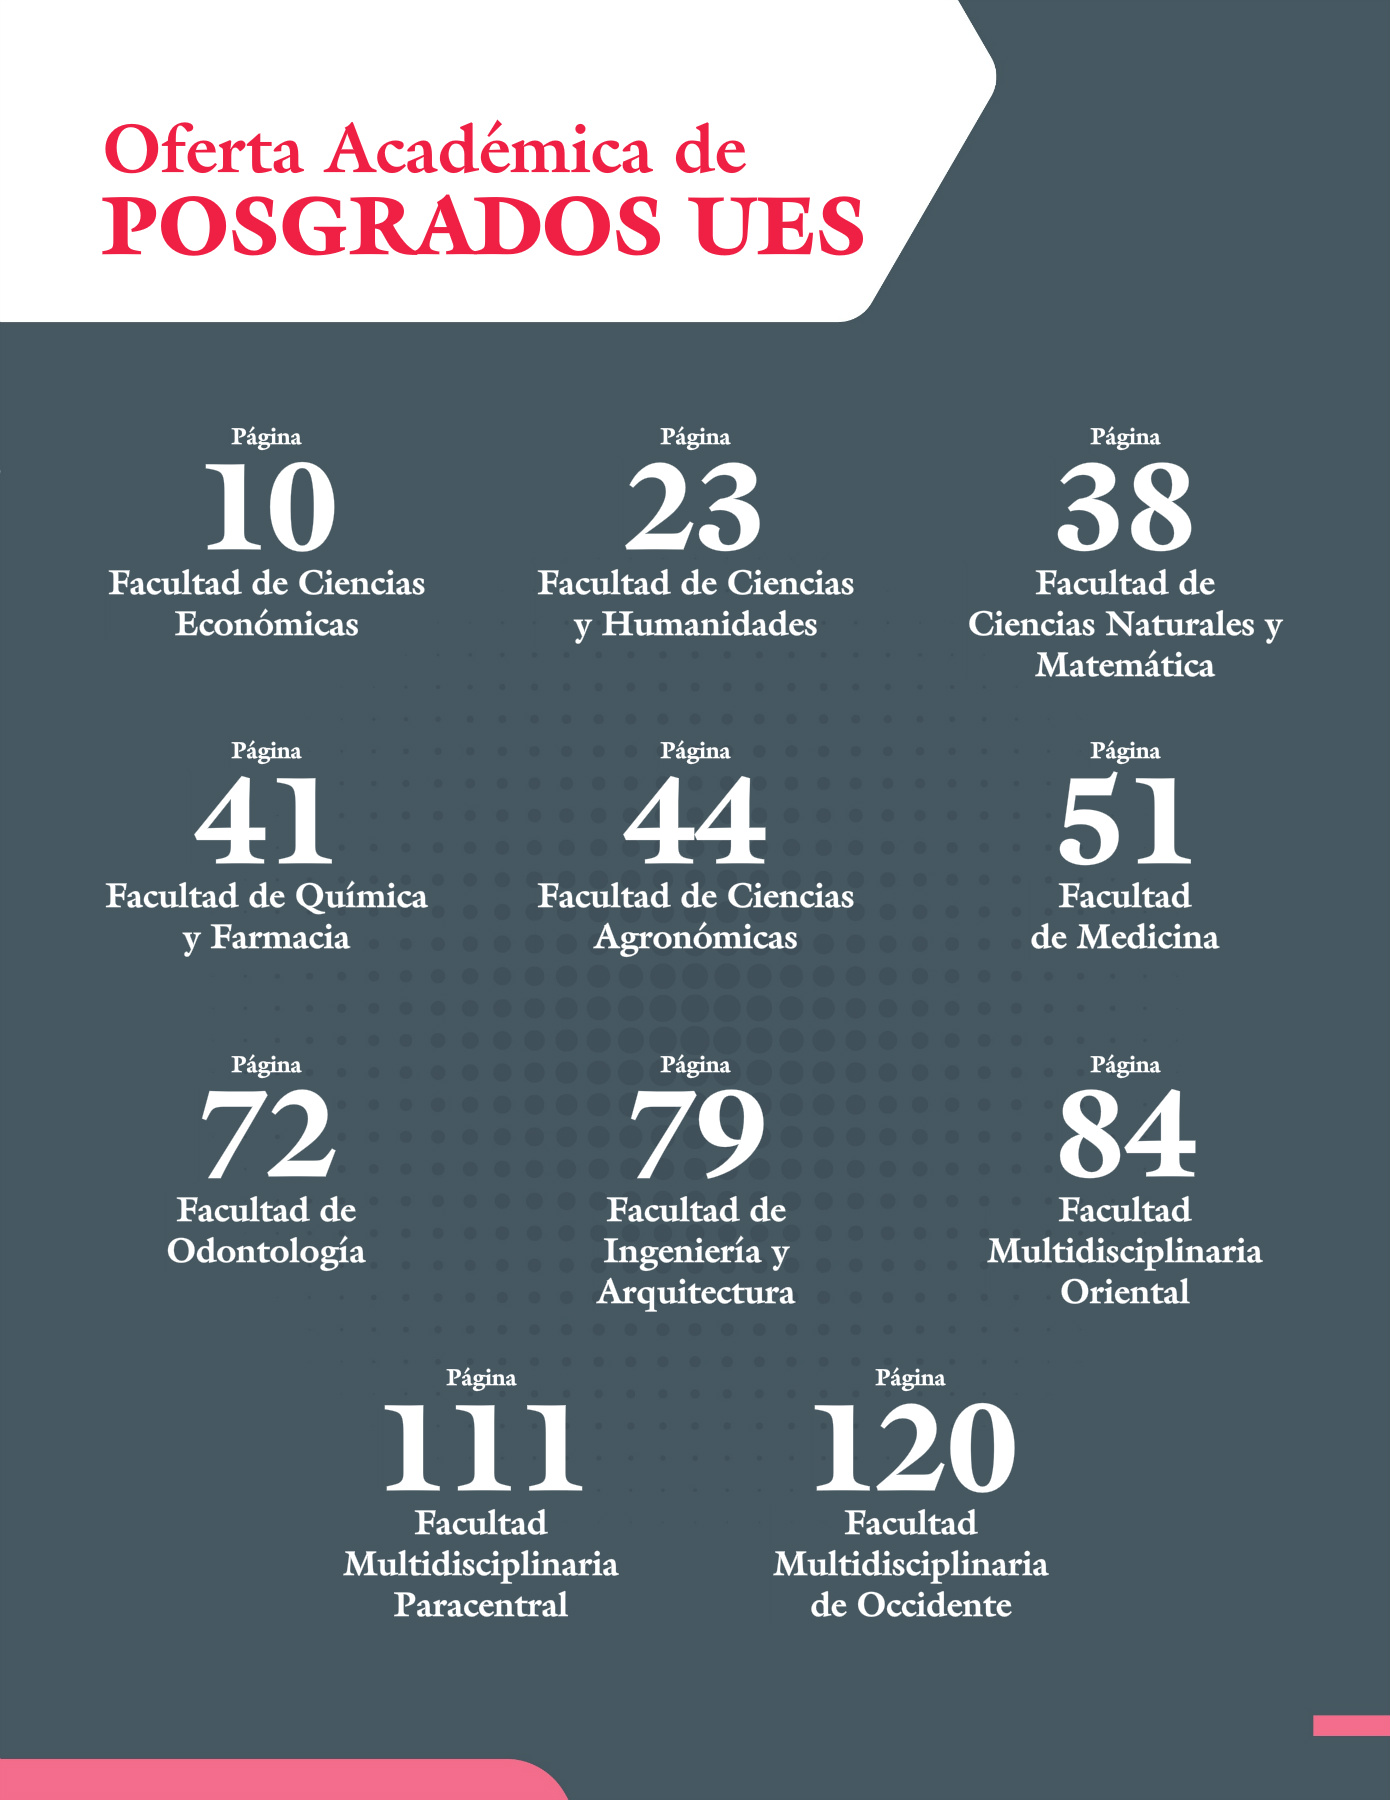 Oferta Académica de
POSGRADOS UES
Página
10
Facultad de Ciencias
Económicas
Página
23
Facultad de Ciencias
y Humanidades
Página
38
Facultad de
Ciencias Naturales y
Matemática
Página
41
Facultad de Química
y Farmacia
Página
44
Facultad de Ciencias
Agronómicas
Página
51
Facultad
de Medicina
Página
72
Facultad de
Odontología
Página
79
Facultad de
Ingeniería y
Arquitectura
Página
84
Facultad
Multidisciplinaria
Oriental
Página
111
Facultad
Multidisciplinaria
Paracentral
Página
120
Facultad
Multidisciplinaria
de Occidente